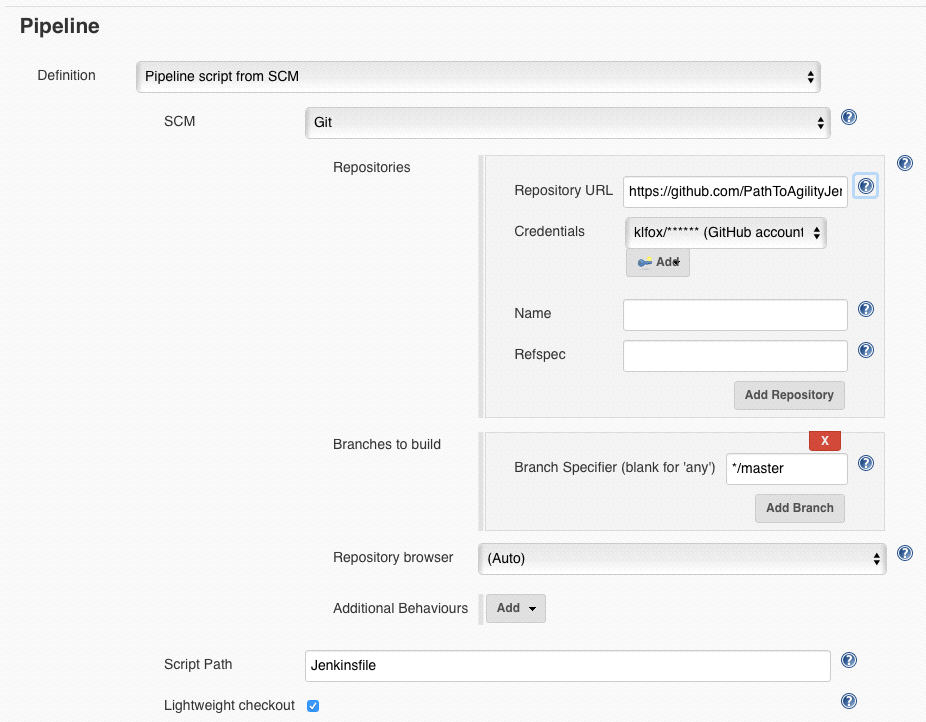 Pipeline
Definition
Pipeline script from SCM
SCM
Git
Repositories
Repository URL
https://github.com/PathToAgilityJer
Credentials
klfox/****** (GitHub account
Add
Name
Refspec
Add Repository
Branches to build
X
Branch Specifier (blank for 'any')
*/master
Add Branch
Repository browser
(Auto)
Additional Behaviours
Add
Script Path
Jenkinsfile
Lightweight checkout